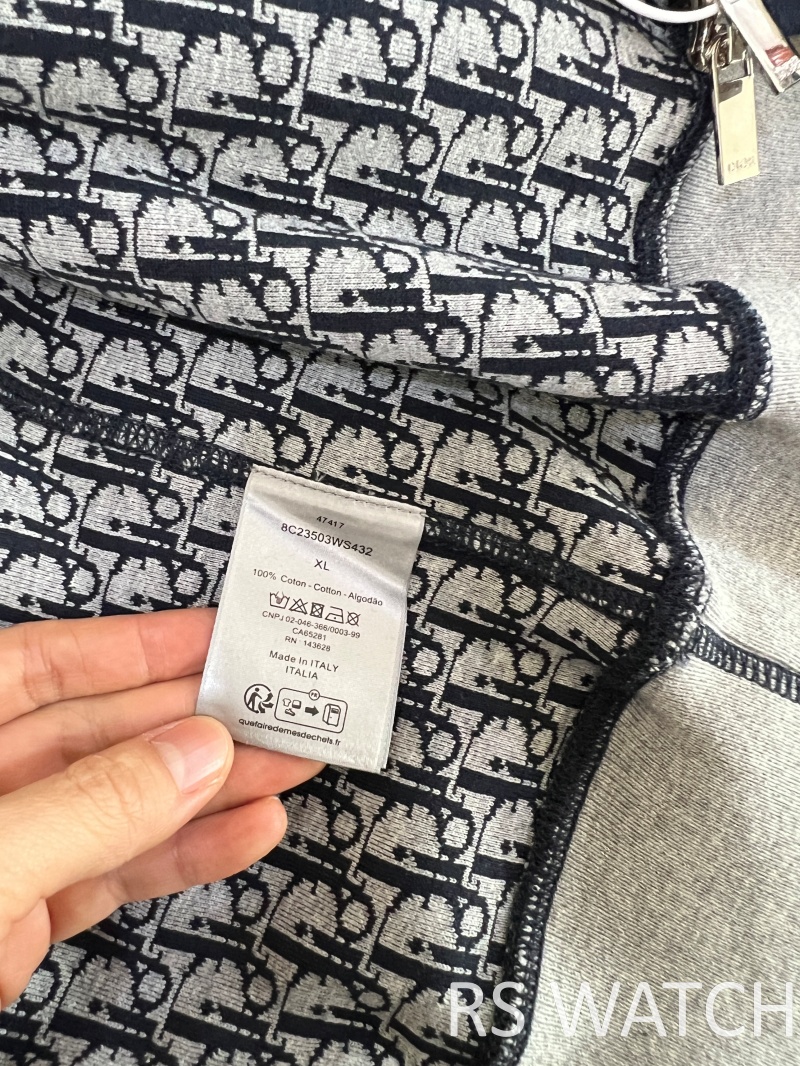 47417
8C23503WS432
XL
100% Coton - Cotton - Algodão
CNPJ 02-046-366/0003-99
CA65281
RN : 143628
Made in ITALY
ITALIA
FR
quefairedemesdechets.fr
RS WATCH